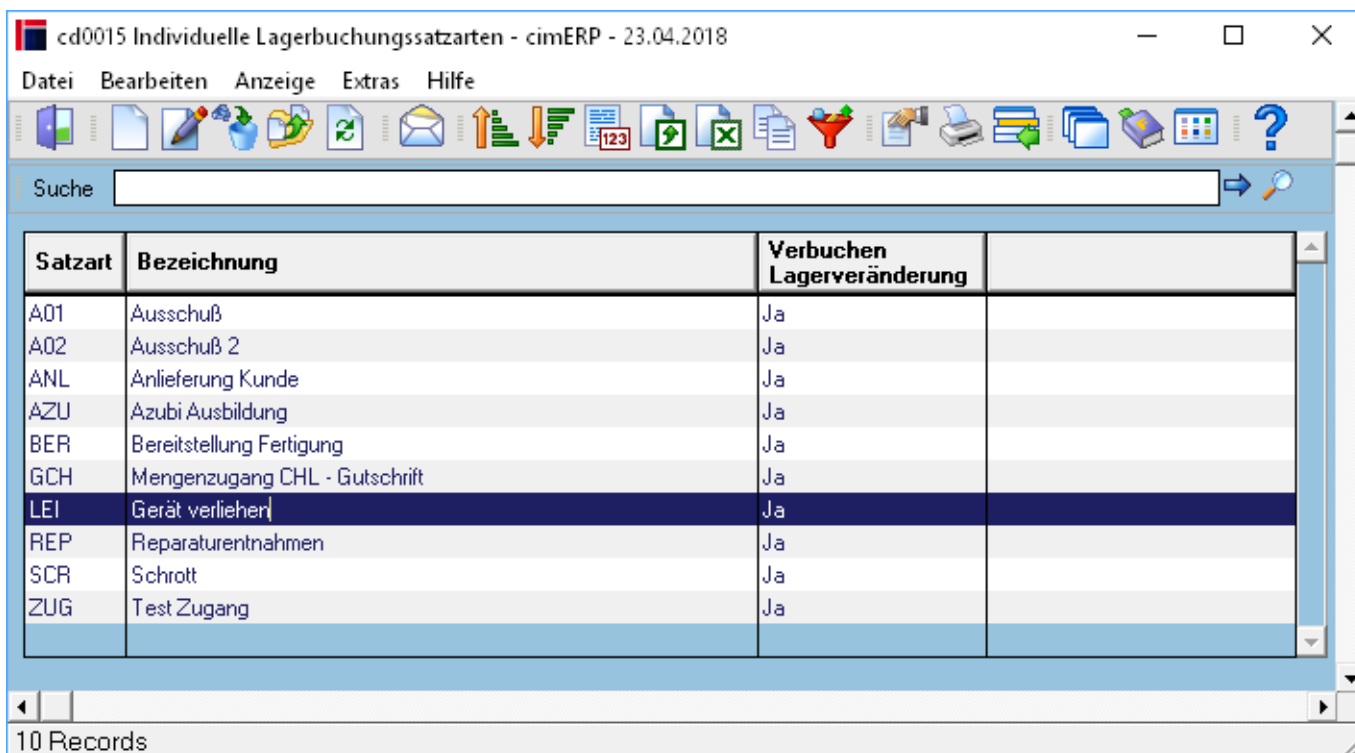 cd0015 Individuelle Lagerbuchungssatzarten - cimERP - 23.04.2018
Datei Bearbeiten Anzeige Extras Hilfe
123
Suche
Satzart Bezeichnung Verbuchen Lagerveränderung
A01 Ausschuß Ja
A02 Ausschuß 2 Ja
ANL Anlieferung Kunde Ja
AZU Azubi Ausbildung Ja
BER Bereitstellung Fertigung Ja
GCH Mengenzugang CHL - Gutschrift Ja
LEI Gerät verliehen Ja
REP Reparaturentnahmen Ja
SCR Schrott Ja
ZUG Test Zugang Ja
10 Records